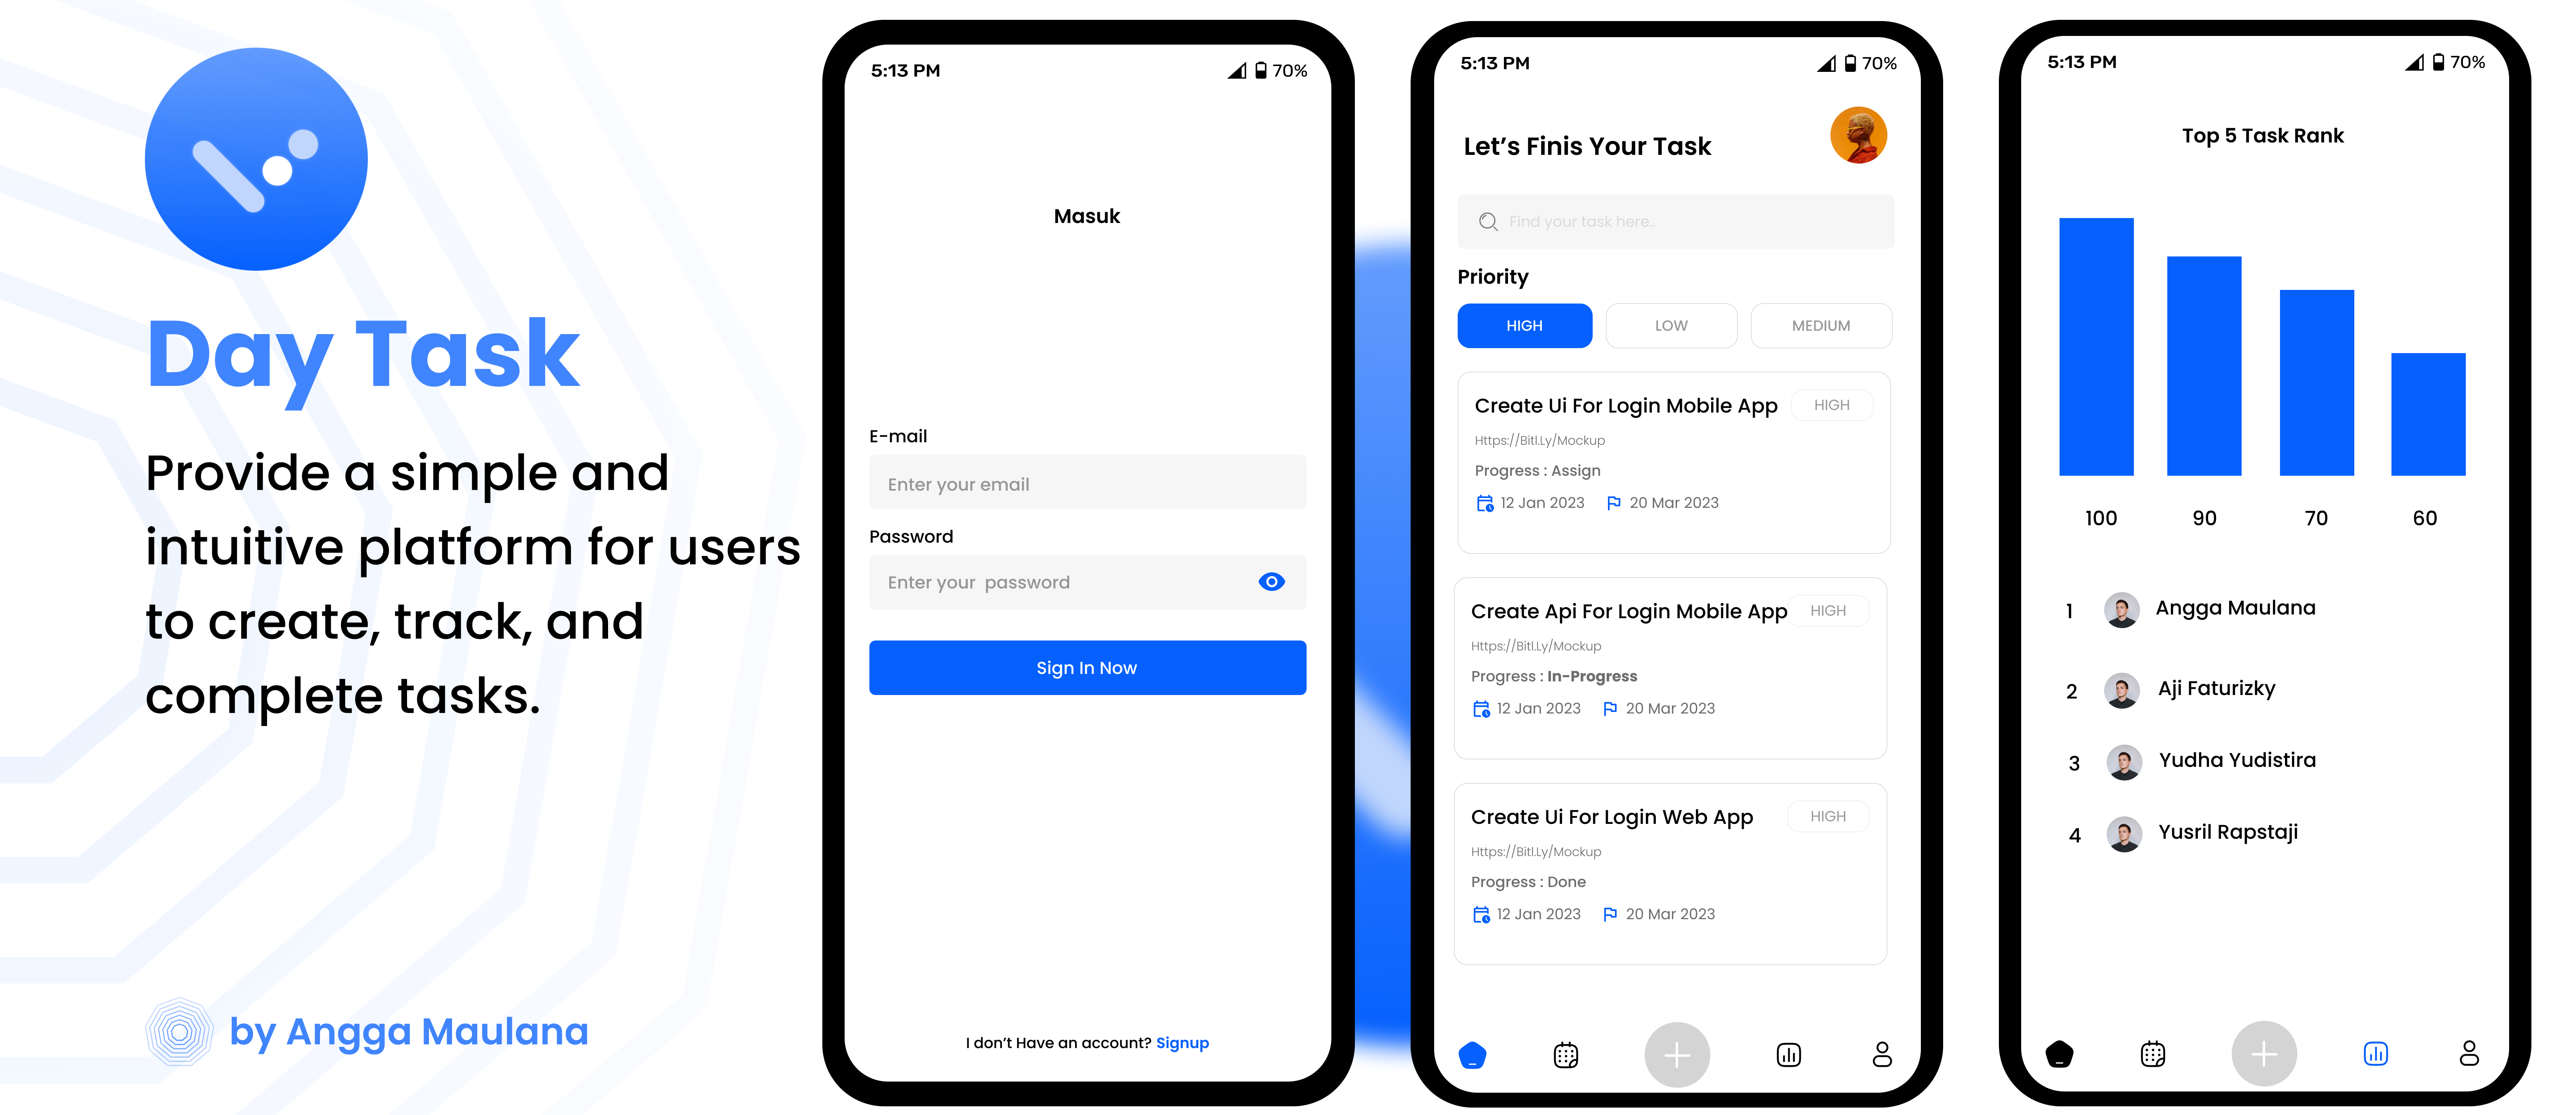 Day Task
Provide a simple and
intuitive platform for users
to create, track, and
complete tasks.
by Angga Maulana
5:13 PM
70%
Masuk
E-mail
Enter your email
Password
Enter your  password
Sign In Now
I don't Have an account? Signup
5:13 PM
70%
Let's Finis Your Task
Find your task here..
Priority
HIGH
LOW
MEDIUM
Create Ui For Login Mobile App
HIGH
Https://Bitl.Ly/Mockup
Progress : Assign
12 Jan 2023
20 Mar 2023
Create Api For Login Mobile App
HIGH
Https://Bitl.Ly/Mockup
Progress : In-Progress
12 Jan 2023
20 Mar 2023
Create Ui For Login Web App
HIGH
Https://Bitl.Ly/Mockup
Progress : Done
12 Jan 2023
20 Mar 2023
5:13 PM
70%
Top 5 Task Rank
100
90
70
60
1
Angga Maulana
2
Aji Faturizky
3
Yudha Yudistira
4
Yusril Rapstaji